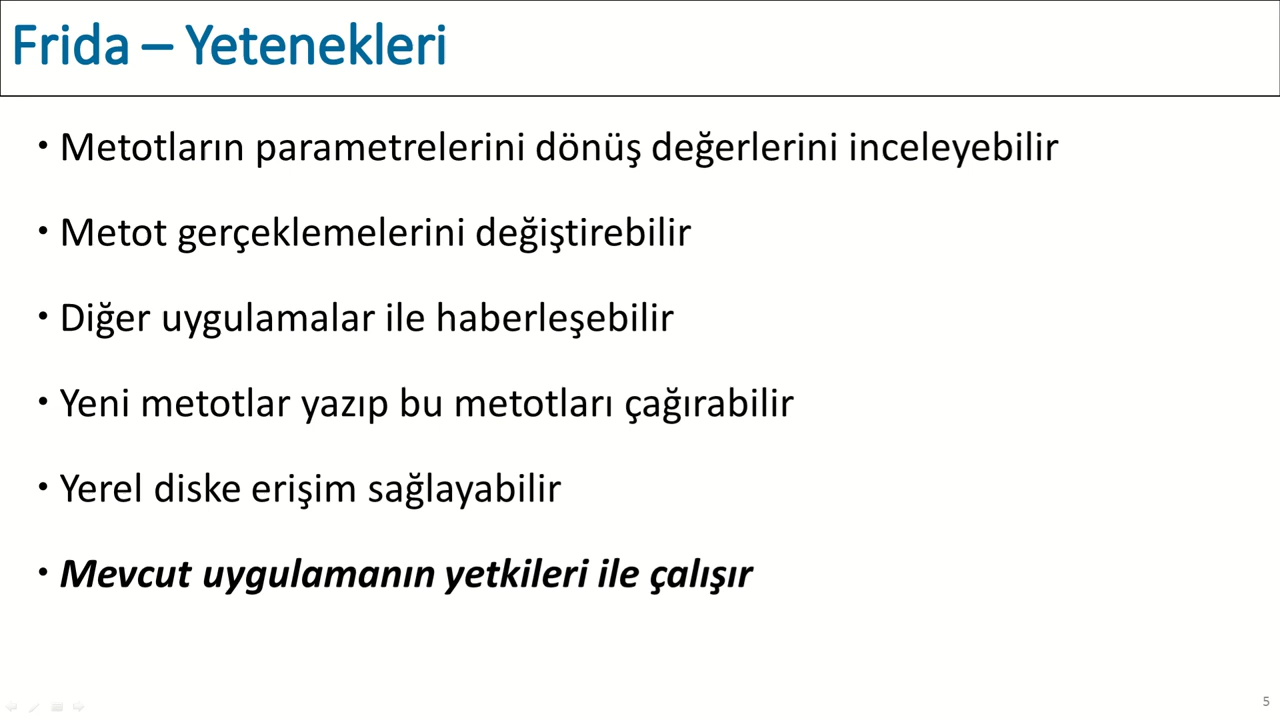 Frida – Yetenekleri
• Metotların parametrelerini dönüş değerlerini inceleyebilir
• Metot gerçeklemelerini değiştirebilir
• Diğer uygulamalar ile haberleşebilir
• Yeni metotlar yazıp bu metotları çağırabilir
• Yerel diske erişim sağlayabilir
• Mevcut uygulamanın yetkileri ile çalışır
5